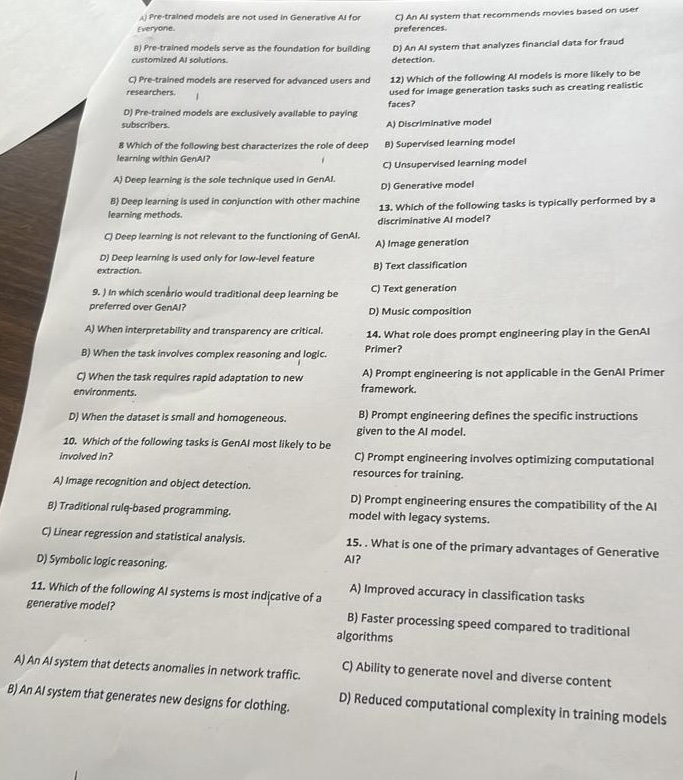 A) Pre-trained models are not used in Generative AI for
Everyone.
B) Pre-trained models serve as the foundation for building
customized AI solutions.
C) Pre-trained models are reserved for advanced users and
researchers.
D) Pre-trained models are exclusively available to paying
subscribers.
8 Which of the following best characterizes the role of deep
learning within GenAI?
A) Deep learning is the sole technique used in GenAI.
B) Deep learning is used in conjunction with other machine
learning methods.
C) Deep learning is not relevant to the functioning of GenAI.
D) Deep learning is used only for low-level feature
extraction.
9. ) In which scenario would traditional deep learning be
preferred over GenAI?
A) When interpretability and transparency are critical.
B) When the task involves complex reasoning and logic.
C) When the task requires rapid adaptation to new
environments.
D) When the dataset is small and homogeneous.
10. Which of the following tasks is GenAI most likely to be
involved in?
A) Image recognition and object detection.
B) Traditional rule-based programming.
C) Linear regression and statistical analysis.
D) Symbolic logic reasoning.
11. Which of the following AI systems is most indicative of a
generative model?
A) An AI system that detects anomalies in network traffic.
B) An AI system that generates new designs for clothing.
C) An AI system that recommends movies based on user
preferences.
D) An AI system that analyzes financial data for fraud
detection.
12) Which of the following AI models is more likely to be
used for image generation tasks such as creating realistic
faces?
A) Discriminative model
B) Supervised learning model
C) Unsupervised learning model
D) Generative model
13. Which of the following tasks is typically performed by a
discriminative AI model?
A) Image generation
B) Text classification
C) Text generation
D) Music composition
14. What role does prompt engineering play in the GenAI
Primer?
A) Prompt engineering is not applicable in the GenAI Primer
framework.
B) Prompt engineering defines the specific instructions
given to the AI model.
C) Prompt engineering involves optimizing computational
resources for training.
D) Prompt engineering ensures the compatibility of the AI
model with legacy systems.
15. . What is one of the primary advantages of Generative
AI?
A) Improved accuracy in classification tasks
B) Faster processing speed compared to traditional
algorithms
C) Ability to generate novel and diverse content
D) Reduced computational complexity in training models